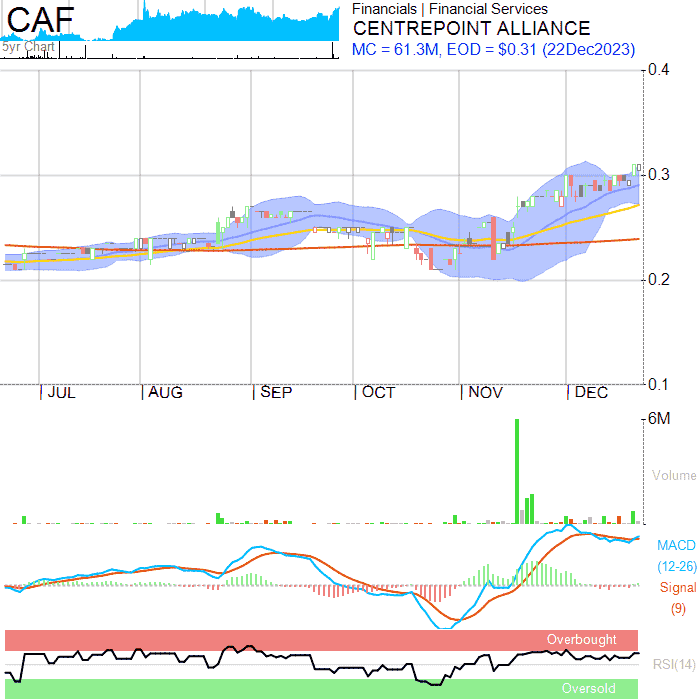 CAF
Financials | Financial Services
CENTREPOINT ALLIANCE
MC = 61.3M, EOD = $0.31 (22Dec2023)
5yr Chart
0.4
0.3
0.2
0.1
JUL AUG SEP OCT NOV DEC
6M
Volume
MACD
(12-26)
Signal
(9)
Overbought
RSI(14)
Oversold